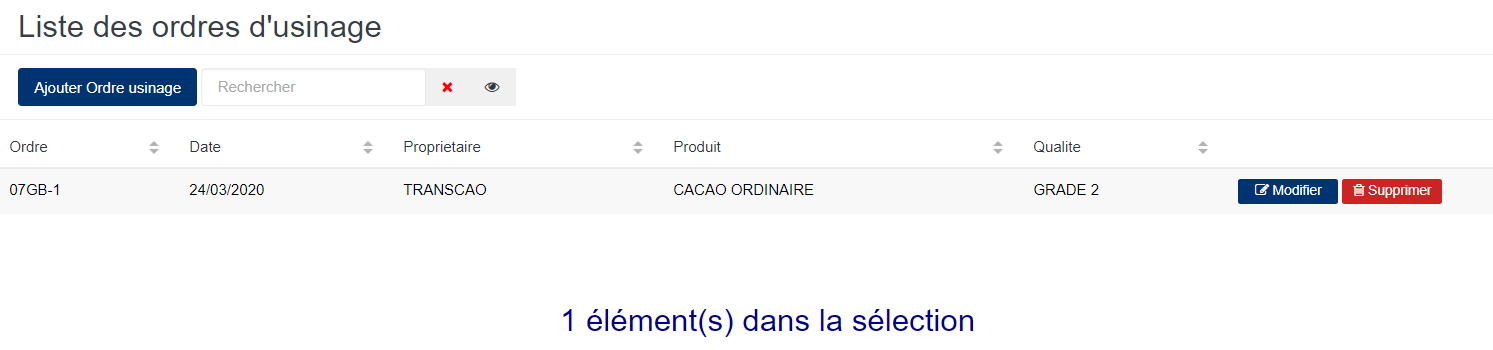 Liste des ordres d'usinage
Ajouter Ordre usinage Rechercher
Ordre Date Proprietaire Produit Qualite
07GB-1 24/03/2020 TRANSCAO CACAO ORDINAIRE GRADE 2 Modifier Supprimer
1 élément(s) dans la sélection